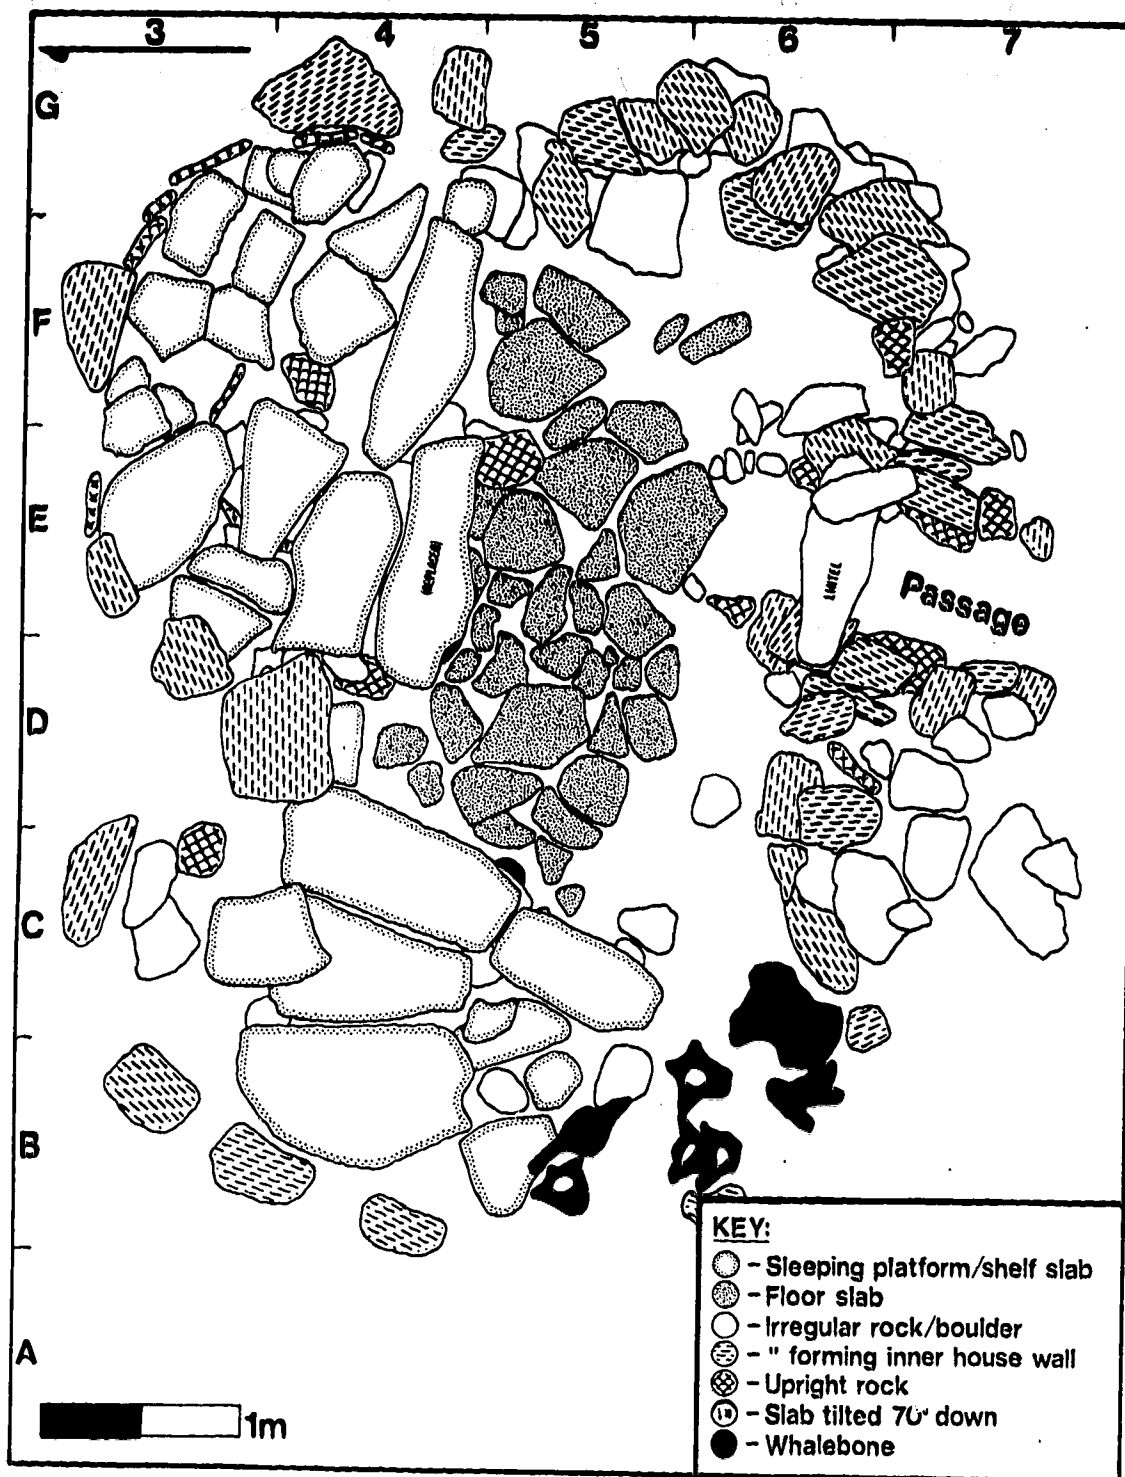 3 4 5 6 7
G
F
E
D
C
B
A
(REPLACED)
LINTEL
Passage
KEY:
- Sleeping platform/shelf slab
- Floor slab
- Irregular rock/boulder
- " forming inner house wall
- Upright rock
- Slab tilted 70° down
- Whalebone
1m